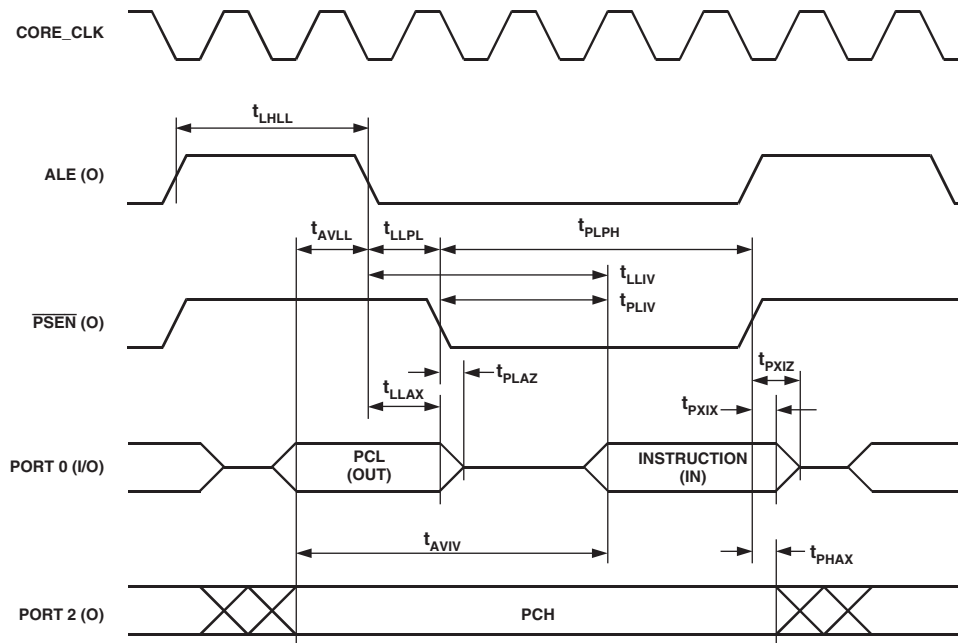 CORE_CLK
t_LHLL
ALE (O)
t_AVLL
t_LLPL
t_PLPH
t_LLIV
t_PLIV
PSEN (O)
t_PXIZ
t_PLAZ
t_LLAX
t_PXIX
PORT 0 (I/O)
PCL
(OUT)
INSTRUCTION
(IN)
t_AVIV
t_PHAX
PORT 2 (O)
PCH